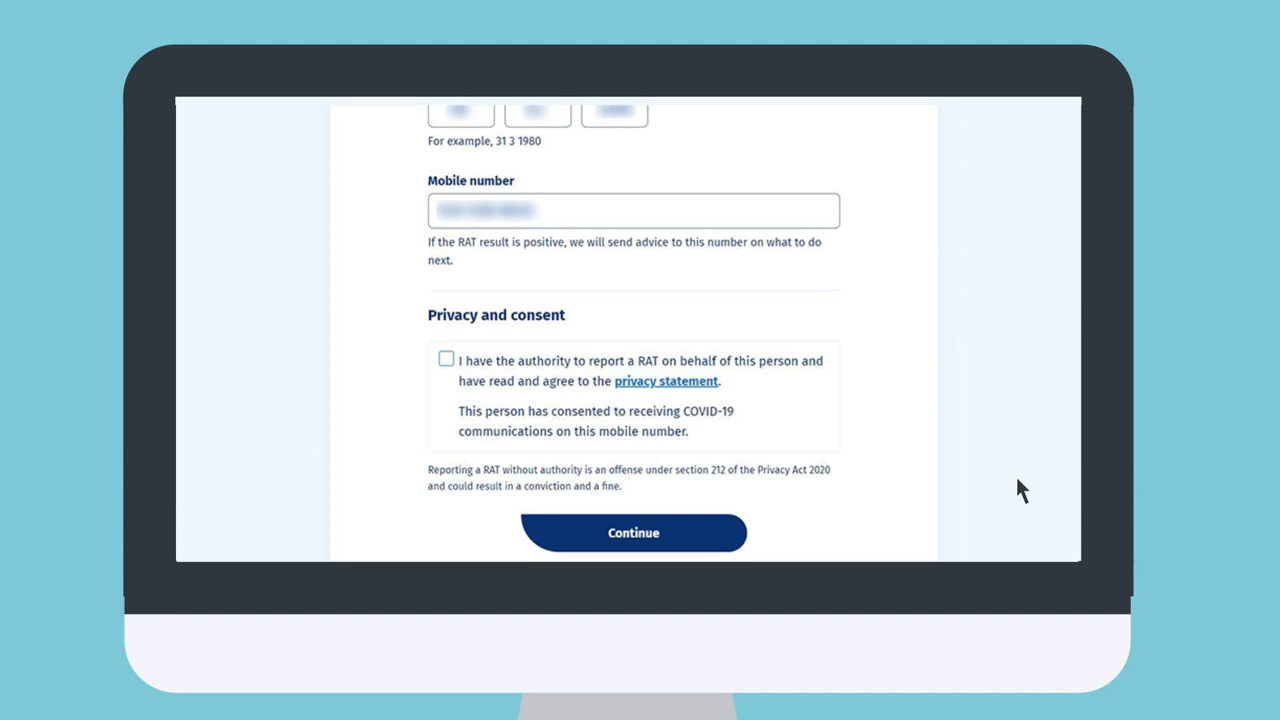 For example, 31 3 1980
Mobile number
If the RAT result is positive, we will send advice to this number on what to do
next.
Privacy and consent
I have the authority to report a RAT on behalf of this person and
have read and agree to the privacy statement.
This person has consented to receiving COVID-19
communications on this mobile number.
Reporting a RAT without authority is an offense under section 212 of the Privacy Act 2020
and could result in a conviction and a fine.
Continue